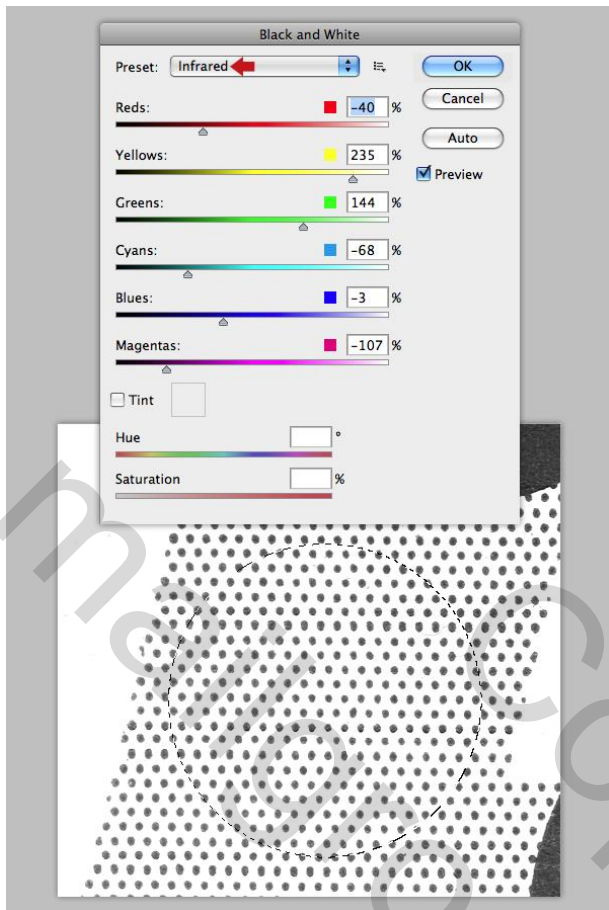 Black and White
Preset: Infrared
OK
Reds: -40 %
Cancel
Auto
Yellows: 235 %
Preview
Greens: 144 %
Cyans: -68 %
Blues: -3 %
Magentas: -107 %
Tint
Hue °
Saturation %